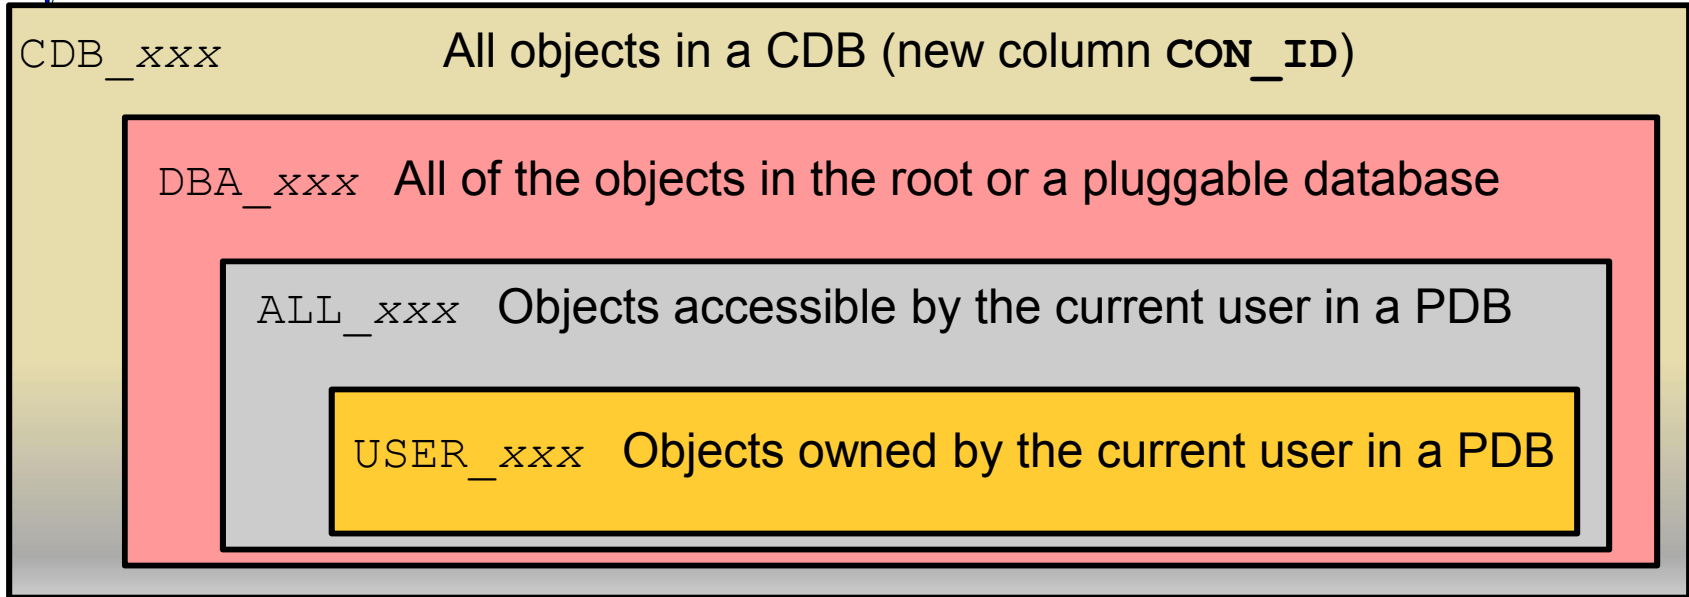 CDB_xxx All objects in a CDB (new column CON_ID)
DBA_xxx All of the objects in the root or a pluggable database
ALL_xxx Objects accessible by the current user in a PDB
USER_xxx Objects owned by the current user in a PDB